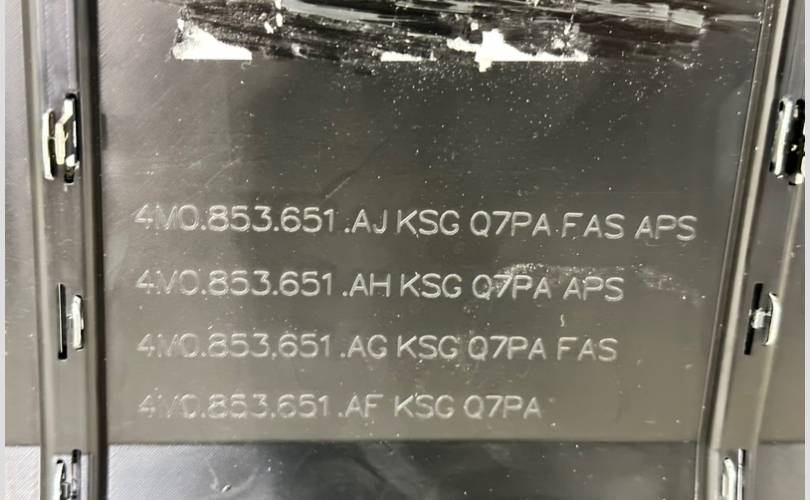 4M0.853.651.AJ KSG Q7PA FAS APS
4M0.853.651.AH KSG Q7PA APS
4M0.853.651.AG KSG Q7PA FAS
4M0.853.651.AF KSG Q7PA